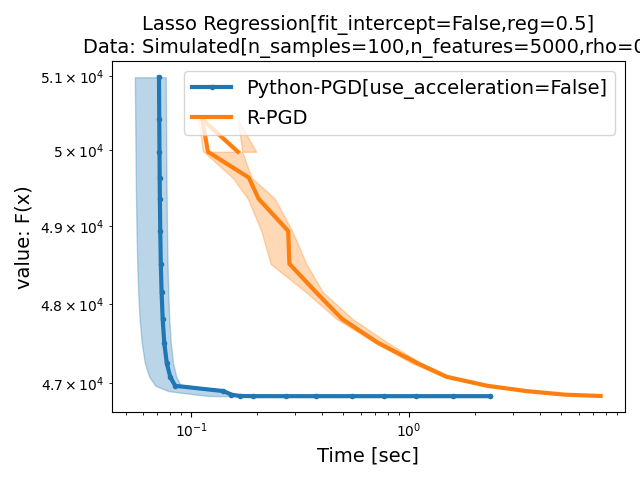 Lasso Regression[fit_intercept=False,reg=0.5]
Data: Simulated[n_samples=100,n_features=5000,rho=0
Python-PGD[use_acceleration=False]
R-PGD
5.1 × 10⁴
5 × 10⁴
4.9 × 10⁴
4.8 × 10⁴
4.7 × 10⁴
value: F(x)
10⁻¹
10⁰
Time [sec]